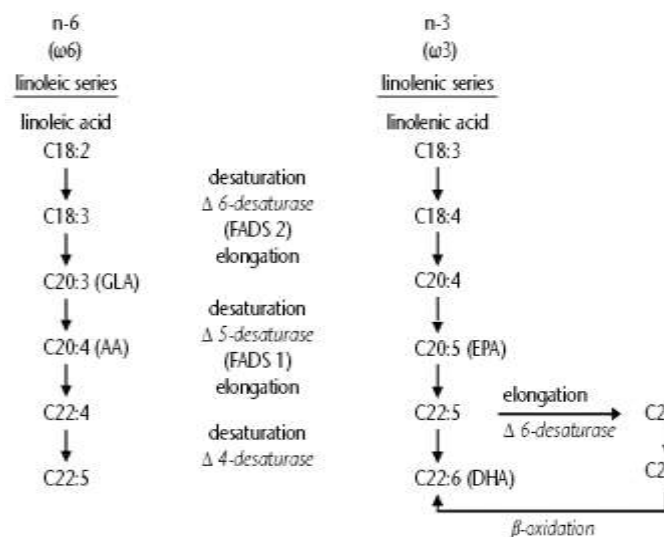 n-6
(ω6)
linoleic series
linoleic acid
C18:2
C18:3
C20:3 (GLA)
C20:4 (AA)
C22:4
C22:5
desaturation
Δ 6-desaturase
(FADS 2)
elongation
desaturation
Δ 5-desaturase
(FADS 1)
elongation
desaturation
Δ 4-desaturase
n-3
(ω3)
linolenic series
linolenic acid
C18:3
C18:4
C20:4
C20:5 (EPA)
C22:5
C22:6 (DHA)
elongation
Δ 6-desaturase
β-oxidation